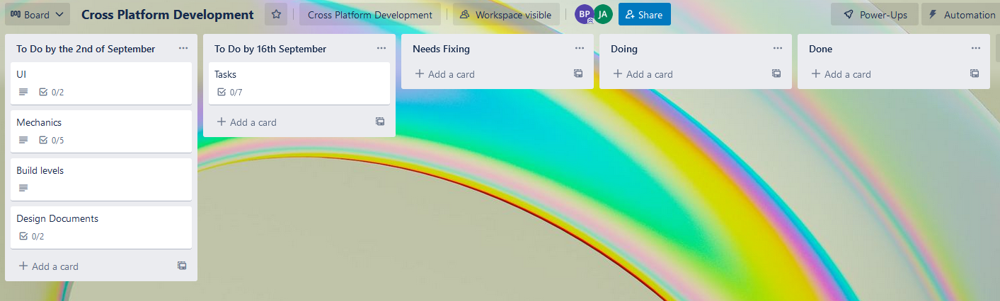 Board
Cross Platform Development
Cross Platform Development
Workspace visible
BP
JA
Share
Power-Ups
Automation
To Do by the 2nd of September
UI
0/2
Mechanics
0/5
Build levels
Design Documents
0/2
Add a card
To Do by 16th September
Tasks
0/7
Add a card
Needs Fixing
Add a card
Doing
Add a card
Done
Add a card